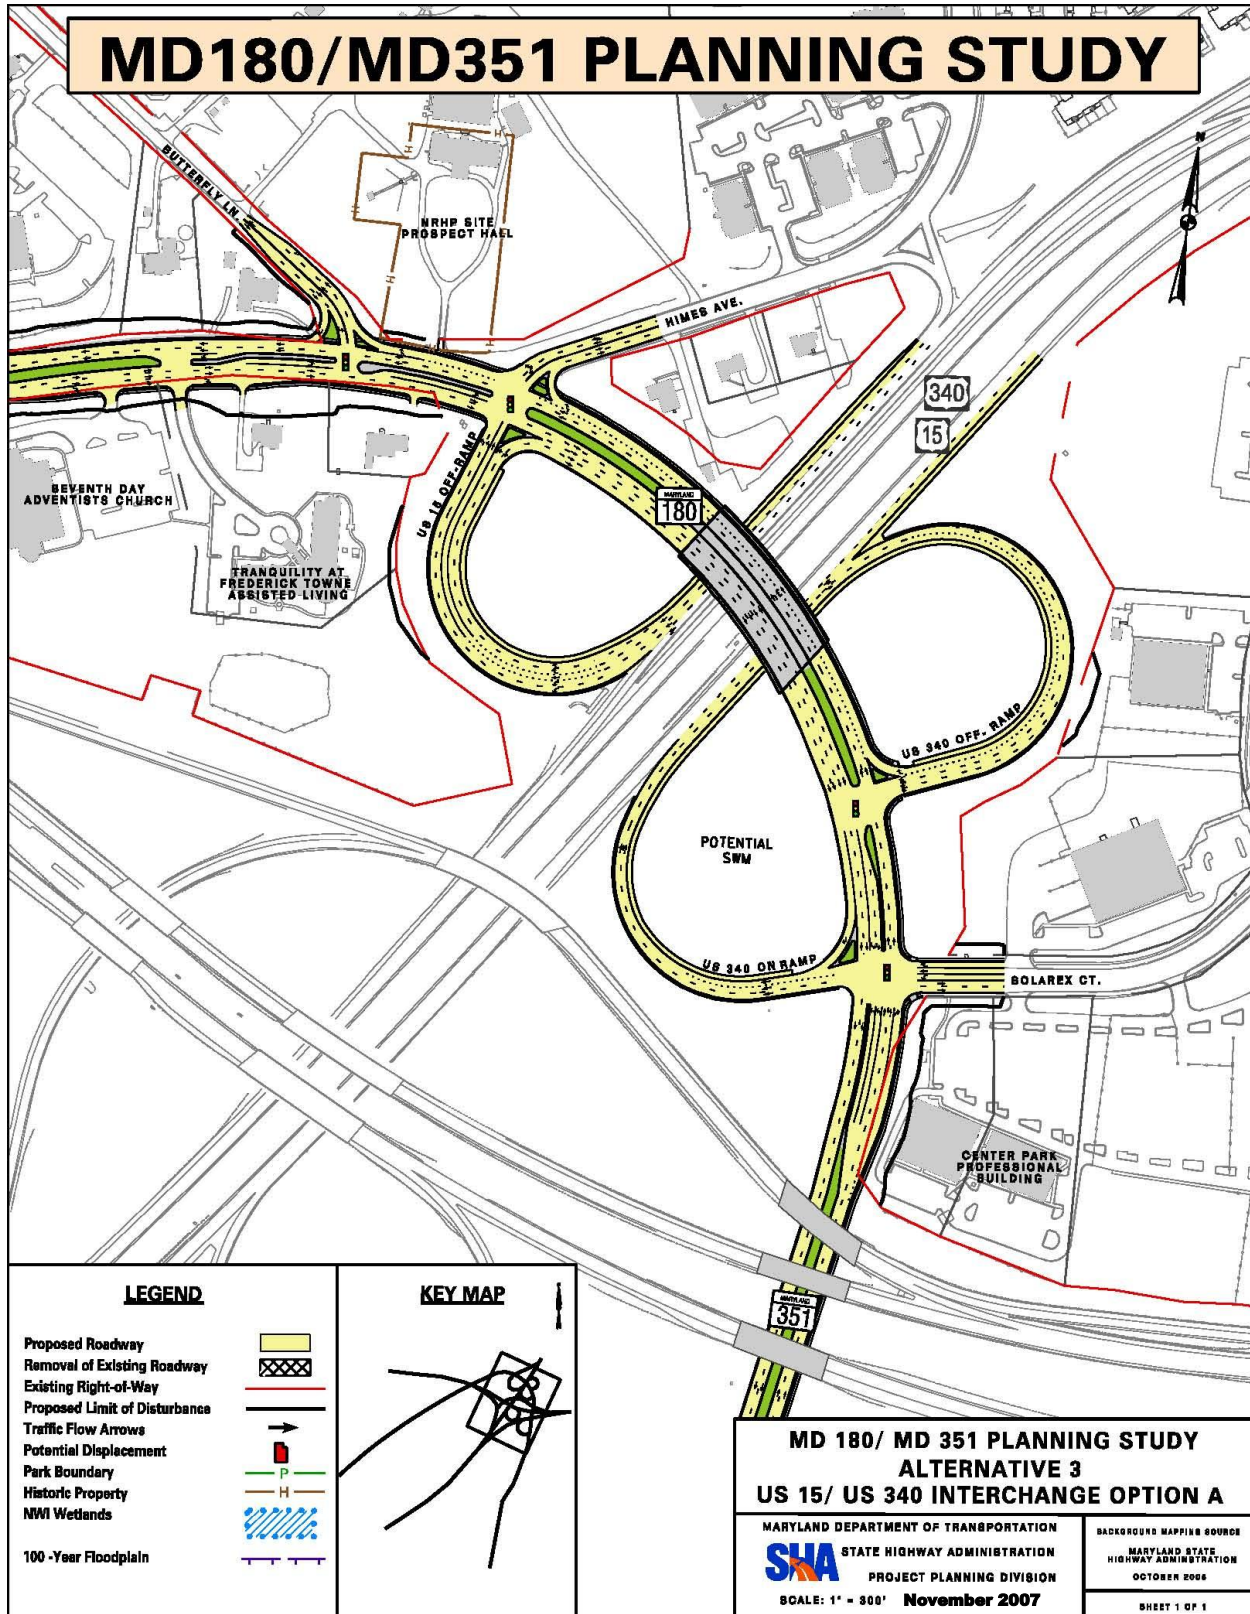 MD180/MD351 PLANNING STUDY
BUTTERFLY LN.
NRHP SITE
PROSPECT HALL
H
H
H
H
H
N
HIMES AVE.
340
15
US 15 OFF-RAMP
MARYLAND
180
SEVENTH DAY
ADVENTISTS CHURCH
TRANQUILITY AT
FREDERICK TOWNE
ASSISTED LIVING
US 340 OFF- RAMP
POTENTIAL
SWM
US 340 ON RAMP
SOLAREX CT.
CENTER PARK
PROFESSIONAL
BUILDING
MARYLAND
351
LEGEND
Proposed Roadway
Removal of Existing Roadway
Existing Right-of-Way
Proposed Limit of Disturbance
Traffic Flow Arrows
Potential Displacement
Park Boundary
P
Historic Property
H
NWI Wetlands
100 -Year Floodplain
KEY MAP
MD 180/ MD 351 PLANNING STUDY
ALTERNATIVE 3
US 15/ US 340 INTERCHANGE OPTION A
MARYLAND DEPARTMENT OF TRANSPORTATION
SHA
STATE HIGHWAY ADMINISTRATION
PROJECT PLANNING DIVISION
SCALE: 1" = 300'
November 2007
BACKGROUND MAPPING SOURCE
MARYLAND STATE
HIGHWAY ADMINISTRATION
OCTOBER
SHEET 1 OF 1